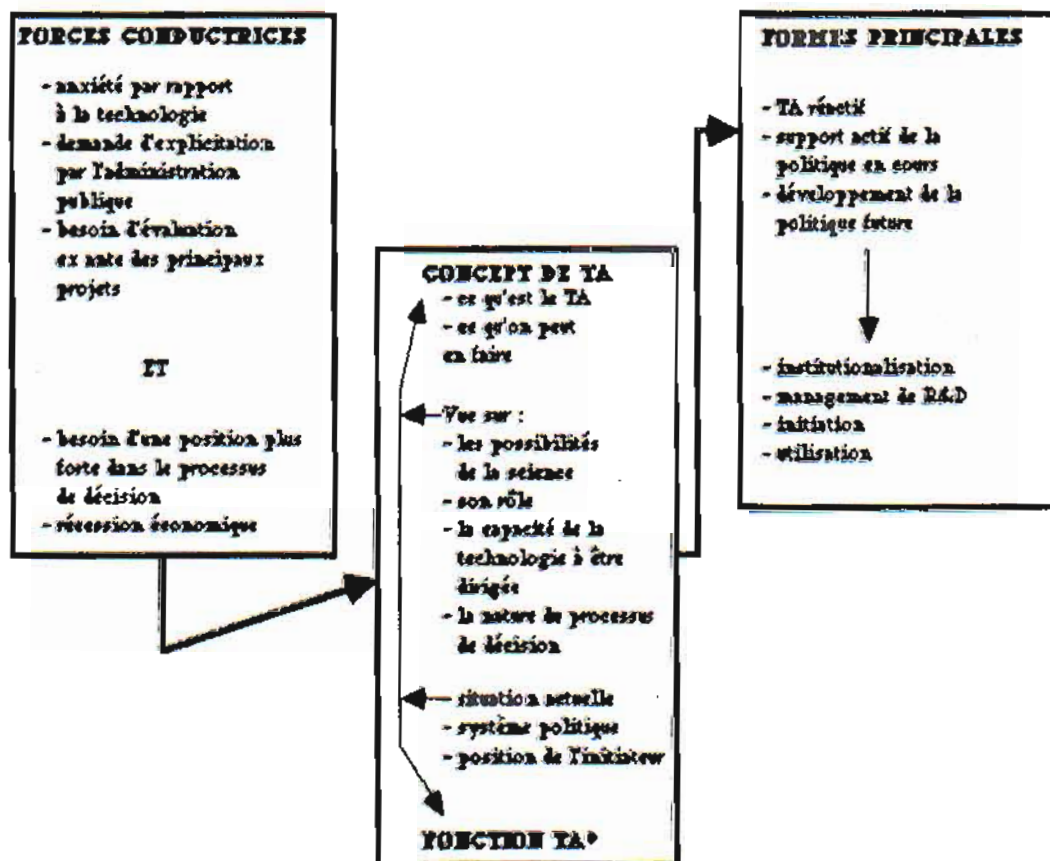 FORCES CONDUCTRICES
- anxiété par rapport
à la technologie
- demande d'explicitation
par l'administration
publique
- besoin d'évaluation
ex ante des principaux
projets
ET
- besoin d'une position plus
forte dans le processus
de décision
- récession économique
CONCEPT DE TA
- ce qu'est le TA
- ce qu'on peut
en faire
Vue sur :
- les possibilités
de la science
- son rôle
- la capacité de la
technologie à être
dirigée
- la nature du processus
de décision
- situation actuelle
- système politique
- position de l'initiateur
FONCTION TA*
FORMES PRINCIPALES
- TA réactif
- support actif de la
politique en cours
- développement de la
politique future
- institutionalisation
- management de R&D
- initiation
- utilisation